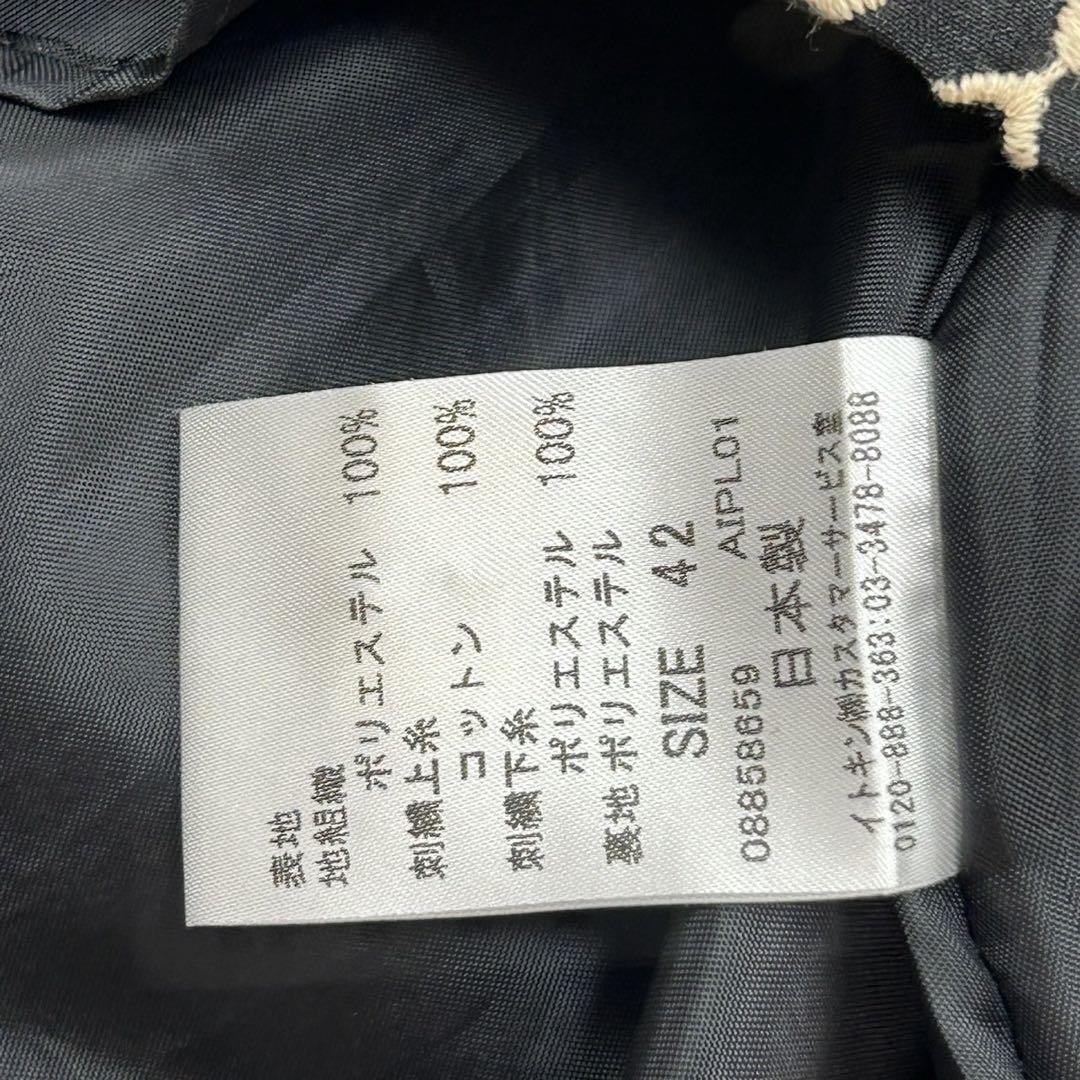 表地
地組織
ポリエステル 100%
刺繍上糸
コットン 100%
刺繍下糸
ポリエステル 100%
裏地 ポリエステル
SIZE 42
08858659 AIPL01
日本製
イトキン㈱カスタマーサービス室
0120-888-363:03-3478-8088